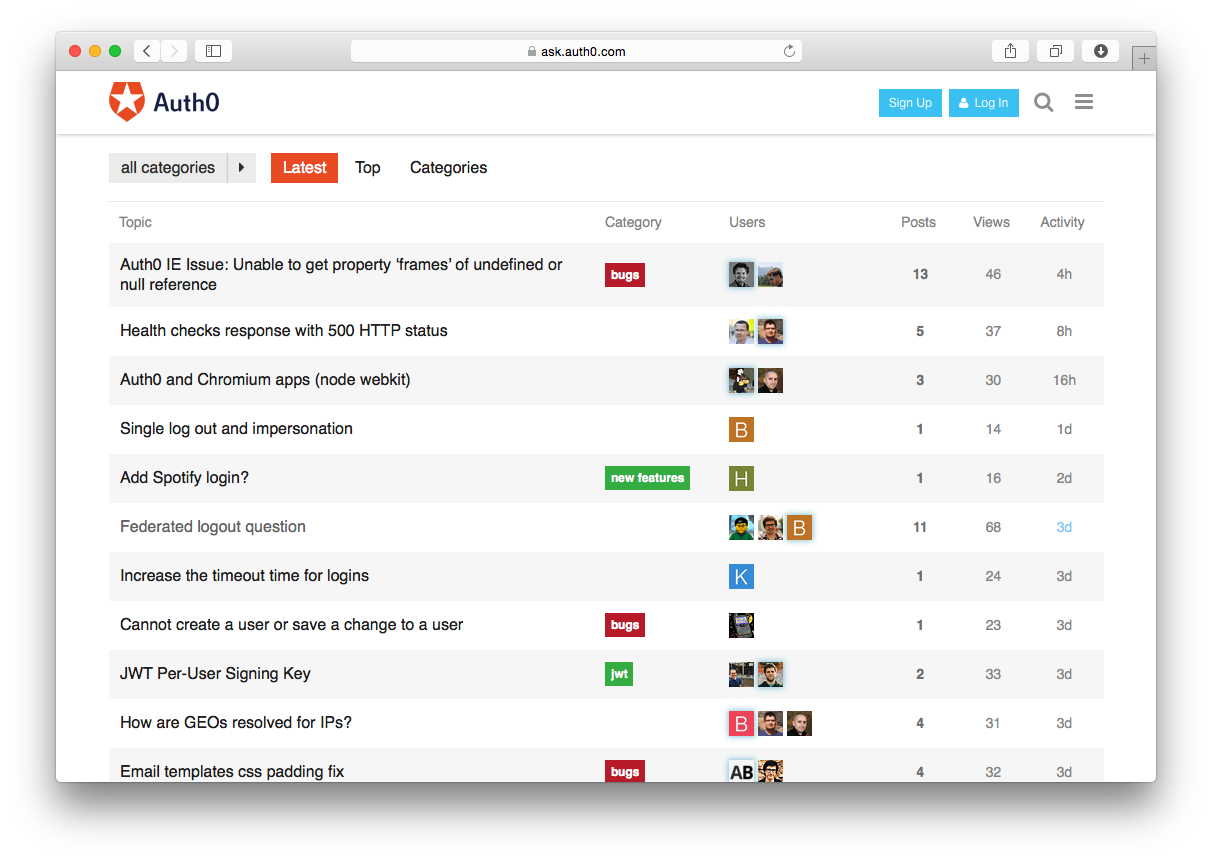 ask.auth0.com
Auth0
Sign Up Log In
all categories Latest Top Categories
Topic Category Users Posts Views Activity
Auth0 IE Issue: Unable to get property ‘frames’ of undefined or
null reference
bugs 13 46 4h
Health checks response with 500 HTTP status 5 37 8h
Auth0 and Chromium apps (node webkit) 3 30 16h
Single log out and impersonation B 1 14 1d
Add Spotify login? new features H 1 16 2d
Federated logout question B 11 68 3d
Increase the timeout time for logins K 1 24 3d
Cannot create a user or save a change to a user bugs 1 23 3d
JWT Per-User Signing Key jwt 2 33 3d
How are GEOs resolved for IPs? B 4 31 3d
Email templates css padding fix bugs AB 4 32 3d